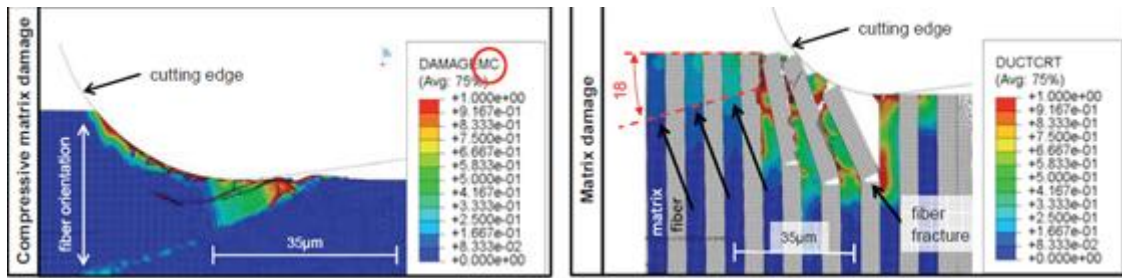 Compressive matrix damage
cutting edge
fiber orientation
35µm
DAMAGEMC
(Avg: 75%)
+1.000e+00
+9.167e-01
+8.333e-01
+7.500e-01
+6.667e-01
+5.833e-01
+5.000e-01
+4.167e-01
+3.333e-01
+2.500e-01
+1.667e-01
+8.333e-02
+0.000e+00
Matrix damage
cutting edge
18
matrix
fiber
35µm
fiber
fracture
DUCTCRT
(Avg: 75%)
+1.000e+00
+9.167e-01
+8.333e-01
+7.500e-01
+6.667e-01
+5.833e-01
+5.000e-01
+4.167e-01
+3.333e-01
+2.500e-01
+1.667e-01
+8.333e-02
+0.000e+00